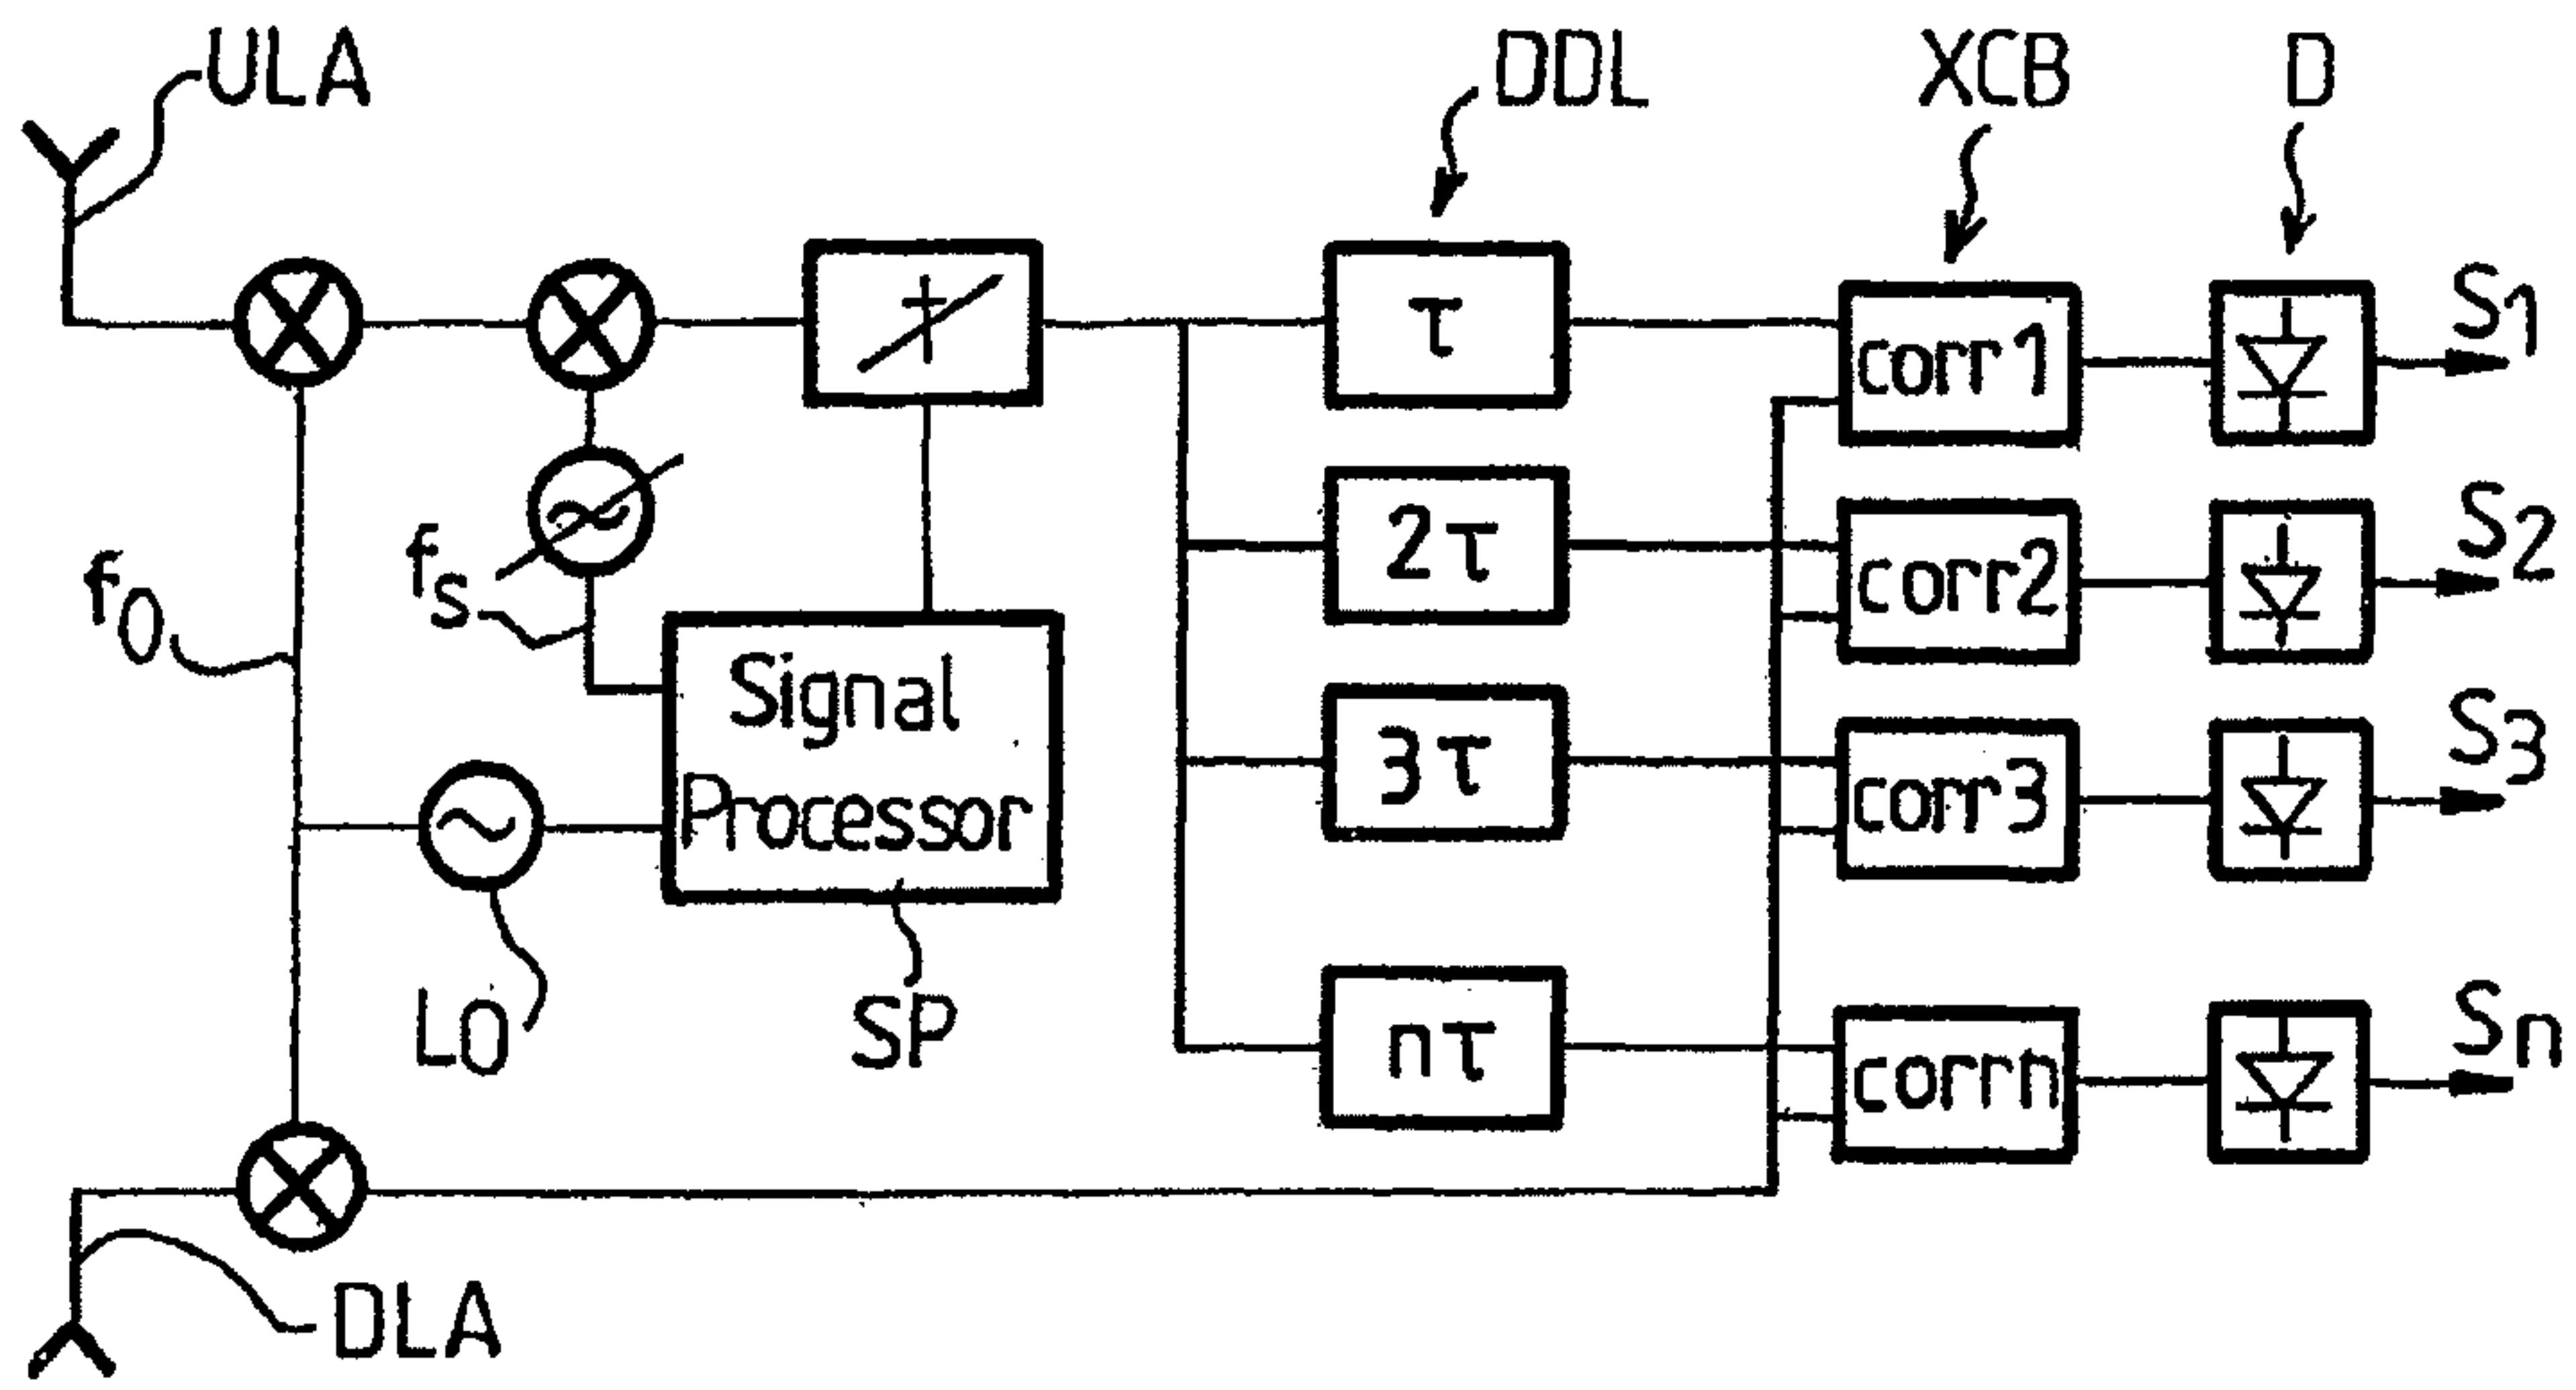 ULA
DDL
XCB
D
τ
corr1
S1
2τ
corr2
S2
f0
fs
Signal
Processor
3τ
corr3
S3
LO
SP
nτ
corrn
Sn
DLA